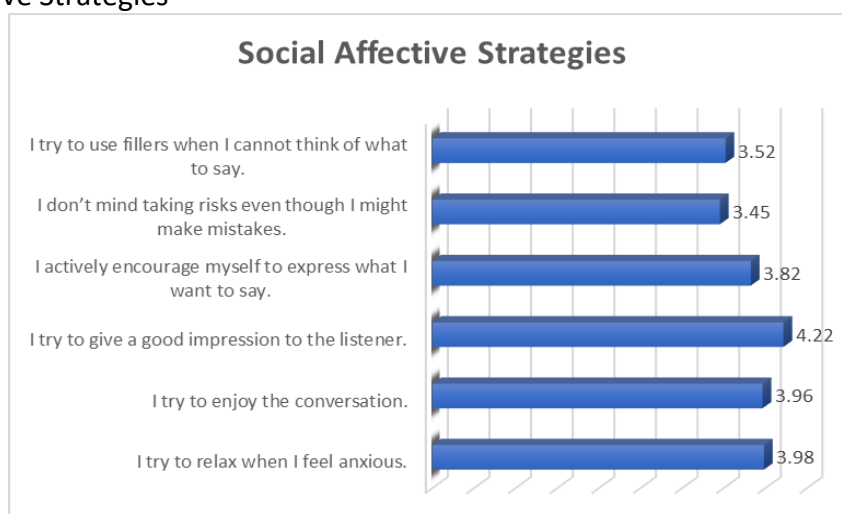 Social Affective Strategies
I try to use fillers when I cannot think of what
to say.
3.52
I don't mind taking risks even though I might
make mistakes.
3.45
I actively encourage myself to express what I
want to say.
3.82
I try to give a good impression to the listener.
4.22
I try to enjoy the conversation.
3.96
I try to relax when I feel anxious.
3.98